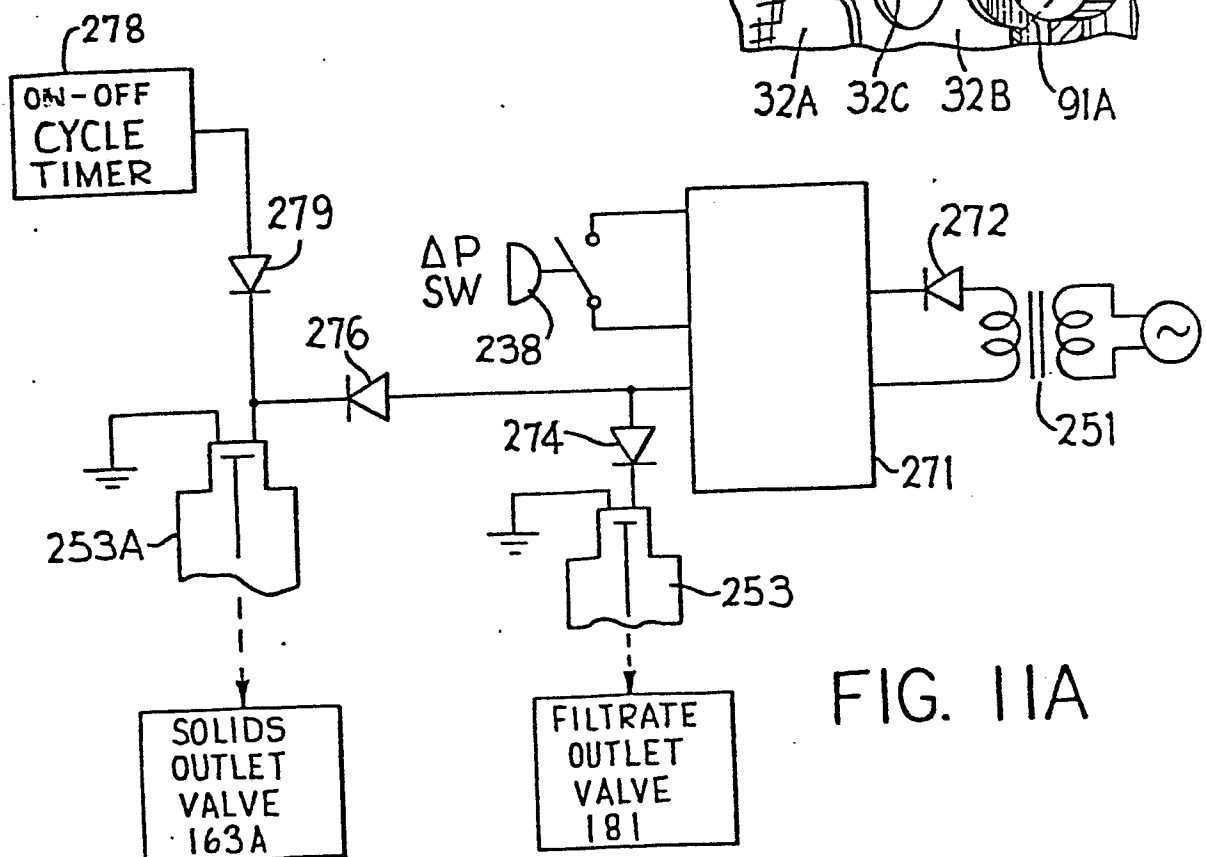 278
ON-OFF
CYCLE
TIMER
32A 32C 32B 91A
279
ΔP
SW
238
272
276
274
251
271
253A
253
~
SOLIDS
OUTLET
VALVE
163A
FILTRATE
OUTLET
VALVE
181
FIG. 11A